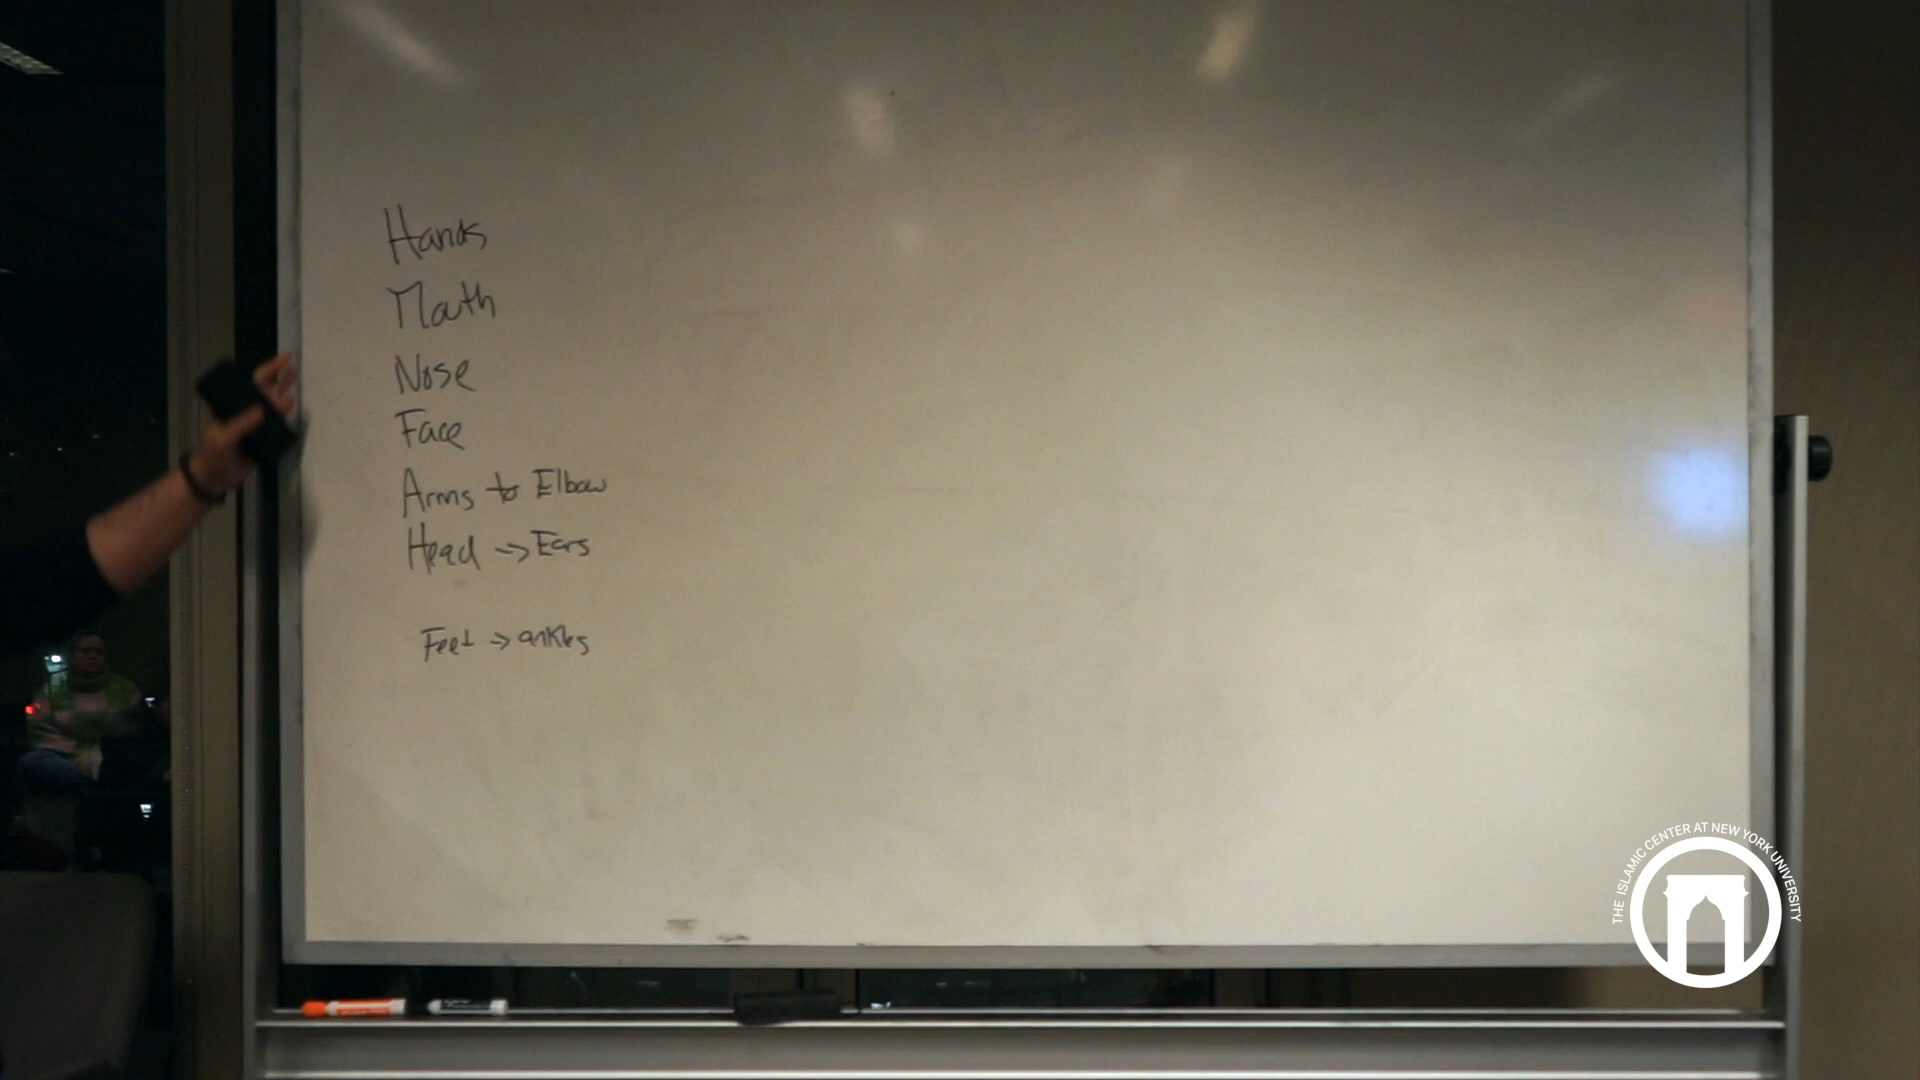 Hands
Mouth
Nose
Face
Arms to Elbow
Head → Ears
Feet → ankles
THE ISLAMIC CENTER AT NEW YORK UNIVERSITY